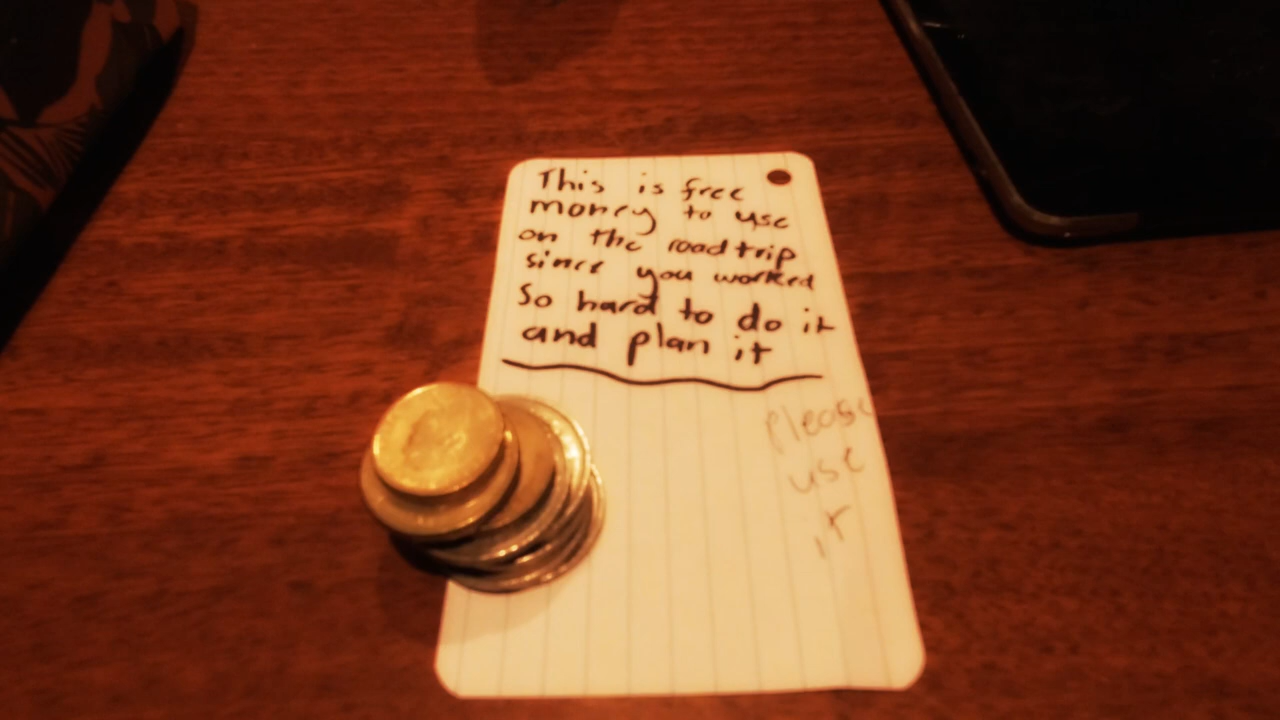 This is free
money to use
on the roadtrip
since you worked
So hard to do it
and plan it
please
use
it